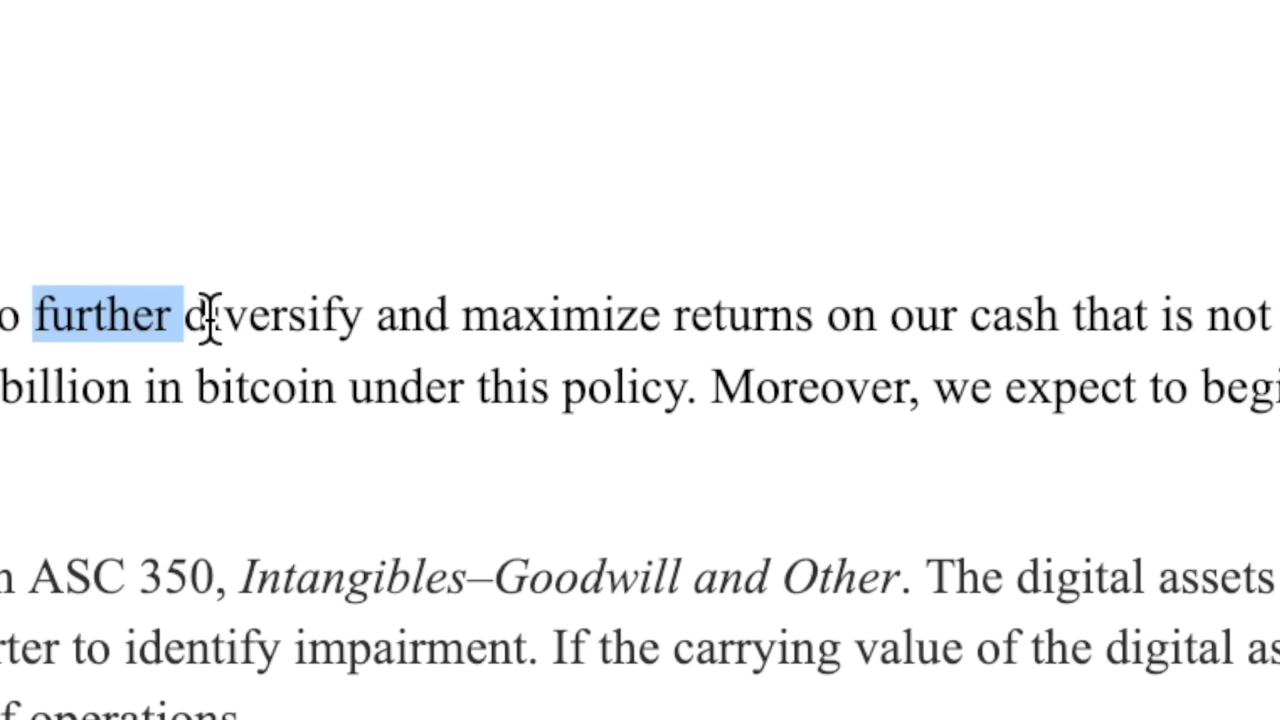 o further diversify and maximize returns on our cash that is not
billion in bitcoin under this policy. Moreover, we expect to begi
n ASC 350, Intangibles–Goodwill and Other. The digital assets
rter to identify impairment. If the carrying value of the digital as
f operations.